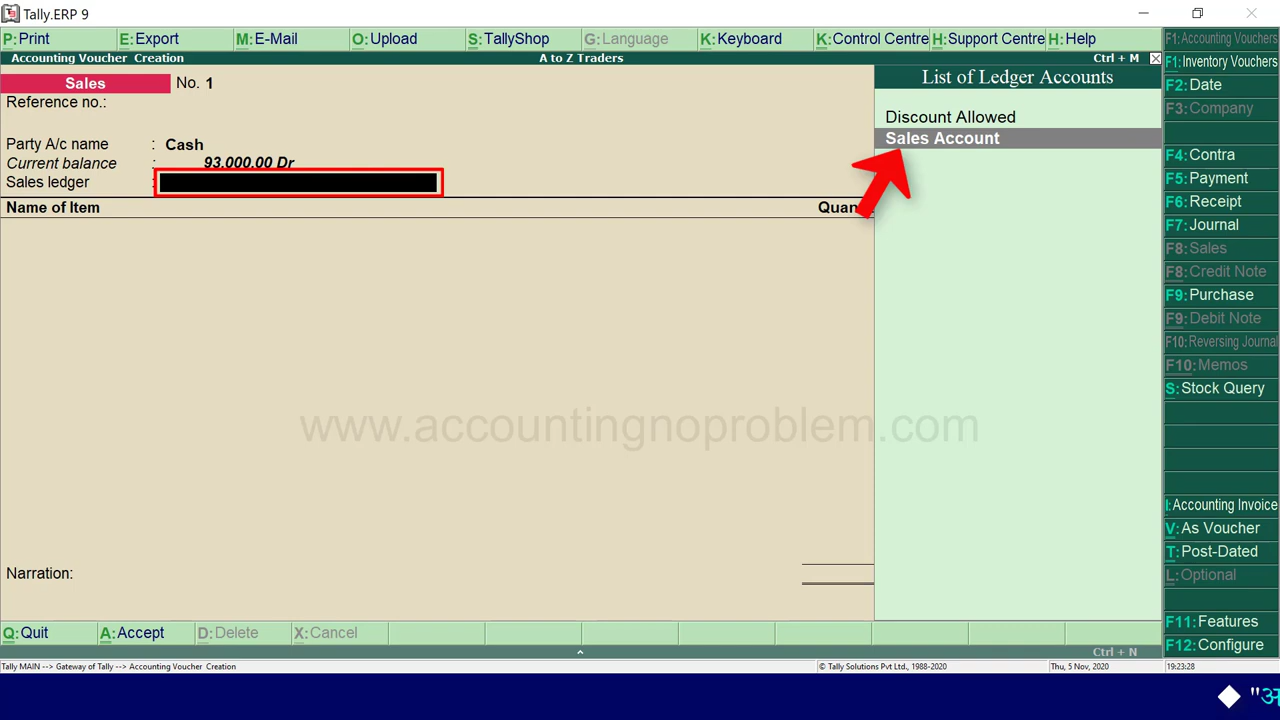 Tally.ERP 9
P: Print E: Export M: E-Mail O: Upload S: TallyShop G: Language K: Keyboard K: Control Centre H: Support Centre H: Help
Accounting Voucher Creation A to Z Traders Ctrl + M
Sales No. 1
Reference no.:
Party A/c name : Cash
Current balance : 93,000.00 Dr
Sales ledger :
Name of Item
List of Ledger Accounts
Discount Allowed
Sales Account
F1: Accounting Vouchers
F1: Inventory Vouchers
F2: Date
F3: Company
F4: Contra
F5: Payment
F6: Receipt
F7: Journal
F8: Sales
F8: Credit Note
F9: Purchase
F9: Debit Note
F10: Reversing Journal
F10: Memos
S: Stock Query
I: Accounting Invoice
V: As Voucher
T: Post-Dated
L: Optional
F11: Features
F12: Configure
www.accountingnoproblem.com
Narration:
Q: Quit A: Accept D: Delete X: Cancel
Ctrl + N
Tally MAIN --> Gateway of Tally --> Accounting Voucher Creation © Tally Solutions Pvt Ltd., 1988-2020 Thu, 5 Nov, 2020 19:23:28